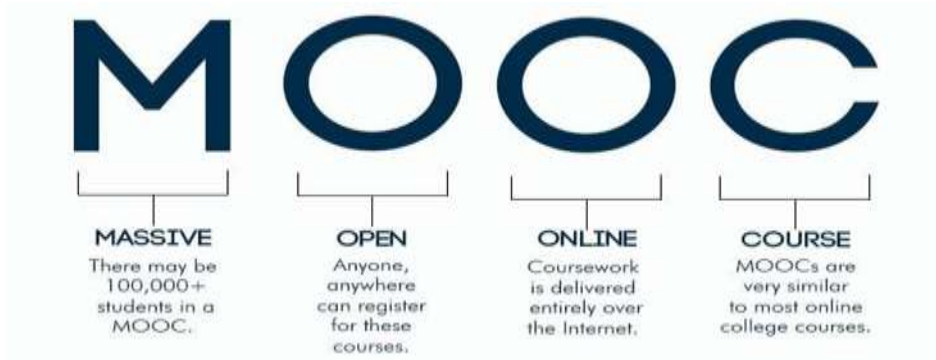 MOOC
MASSIVE
There may be
100,000+
students in a
MOOC.
OPEN
Anyone,
anywhere
can register
for these
courses.
ONLINE
Coursework
is delivered
entirely over
the Internet.
COURSE
MOOCs are
very similar
to most online
college courses.